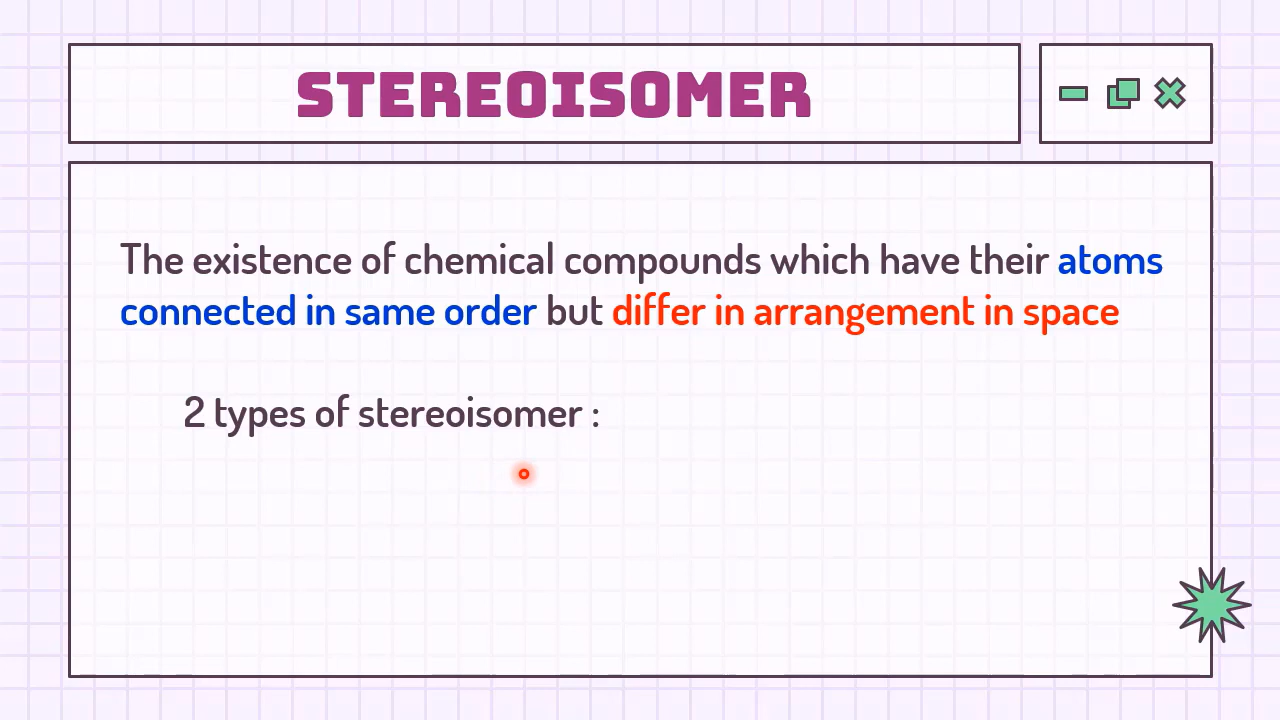 STEREOISOMER
The existence of chemical compounds which have their atoms
connected in same order but differ in arrangement in space
2 types of stereoisomer :